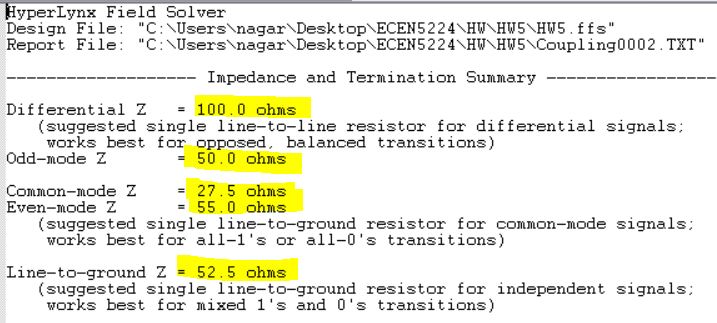 HyperLynx Field Solver
Design File: "C:\Users\nagar\Desktop\ECEN5224\HW\HW5\HW5.ffs"
Report File: "C:\Users\nagar\Desktop\ECEN5224\HW\HW5\Coupling0002.TXT"
------------------- Impedance and Termination Summary -----------------
Differential Z = 100.0 ohms
(suggested single line-to-line resistor for differential signals;
works best for opposed, balanced transitions)
Odd-mode Z = 50.0 ohms
Common-mode Z = 27.5 ohms
Even-mode Z = 55.0 ohms
(suggested single line-to-ground resistor for common-mode signals;
works best for all-1's or all-0's transitions)
Line-to-ground Z = 52.5 ohms
(suggested single line-to-ground resistor for independent signals;
works best for mixed 1's and 0's transitions)